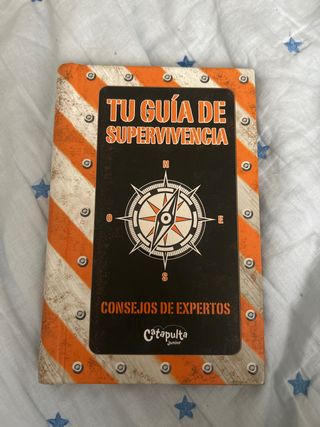 TU GUÍA DE
SUPERVIVENCIA
N
O E
S
CONSEJOS DE EXPERTOS
Catapulta
Junior